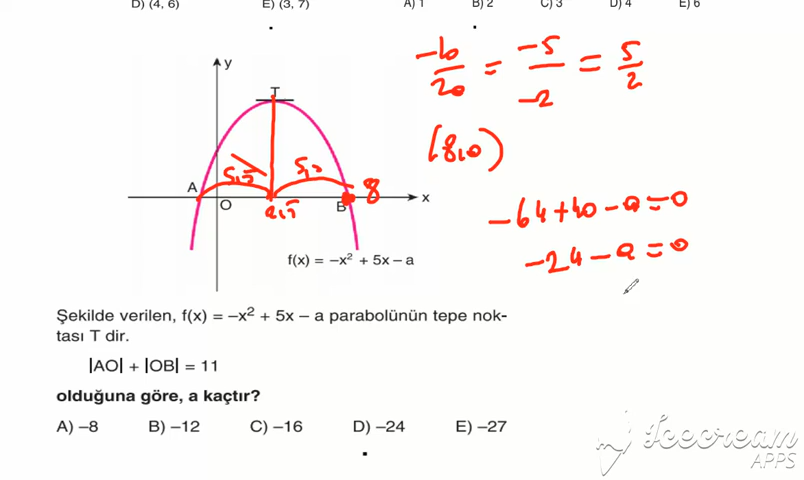 D) (4, 6) E) (3, 7) A) 1 B) 2 C) 3 D) 4 E) 6
y
T
A
O
B
x
5,5
5,5
2,5
8
f(x) = –x² + 5x – a
-b/2a = -5/-2 = 5/2
(8,0)
-64+40-a=0
-24-a=0
Şekilde verilen, f(x) = –x² + 5x – a parabolünün tepe nok-
tası T dir.
|AO| + |OB| = 11
olduğuna göre, a kaçtır?
A) –8 B) –12 C) –16 D) –24 E) –27
Icecream
APPS